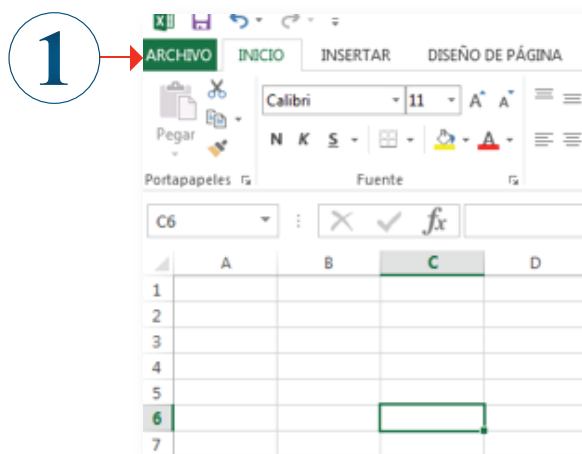 1
ARCHIVO INICIO INSERTAR DISEÑO DE PÁGINA
Calibri 11 A A
Pegar
N K S A
Portapapeles Fuente
C6 fx
A B C D
1
2
3
4
5
6
7